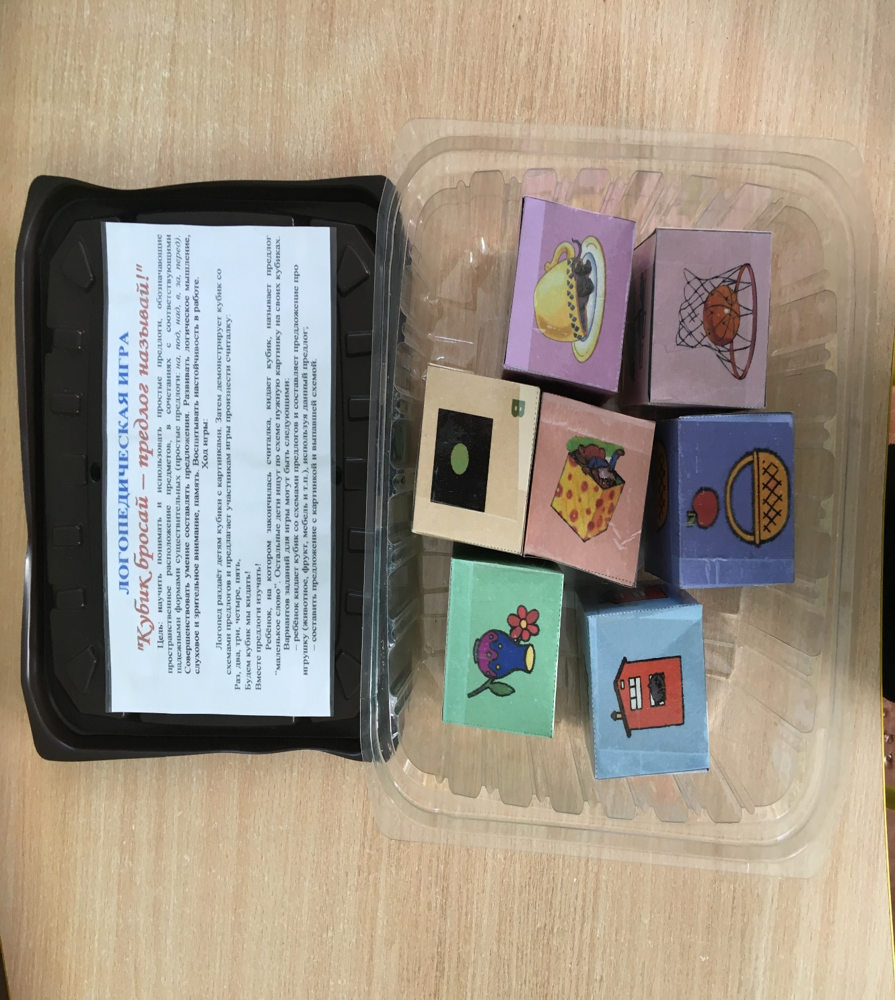 ЛОГОПЕДИЧЕСКАЯ ИГРА
"Кубик бросай – предлог называй!"
Цель: научить понимать и использовать простые предлоги, обозначающие
пространственное расположение предметов, в сочетаниях с соответствующими
падежными формами существительных (простые предлоги: на, под, над, в, за, перед).
Совершенствовать умение составлять предложения. Развивать логическое мышление,
слуховое и зрительное внимание, память. Воспитывать настойчивость в работе.
Ход игры:
Логопед раздаёт детям кубики с картинками. Затем демонстрирует кубик со
схемами предлогов и предлагает участникам игры произнести считалку:
Раз, два, три, четыре, пять,
Будем кубик мы кидать!
Вместе предлоги изучать!
Ребёнок, на котором закончилась считалка, кидает кубик, называет предлог
"маленькое слово". Остальные дети ищут по схеме нужную картинку на своих кубиках.
Вариантов заданий для игры могут быть следующими:
– ребёнок кидает кубик со схемами предлогов и составляет предложение про
игрушку (животное, фрукт, мебель и т.п.), используя данный предлог;
– составить предложение с картинкой и выпавшей схемой.
В